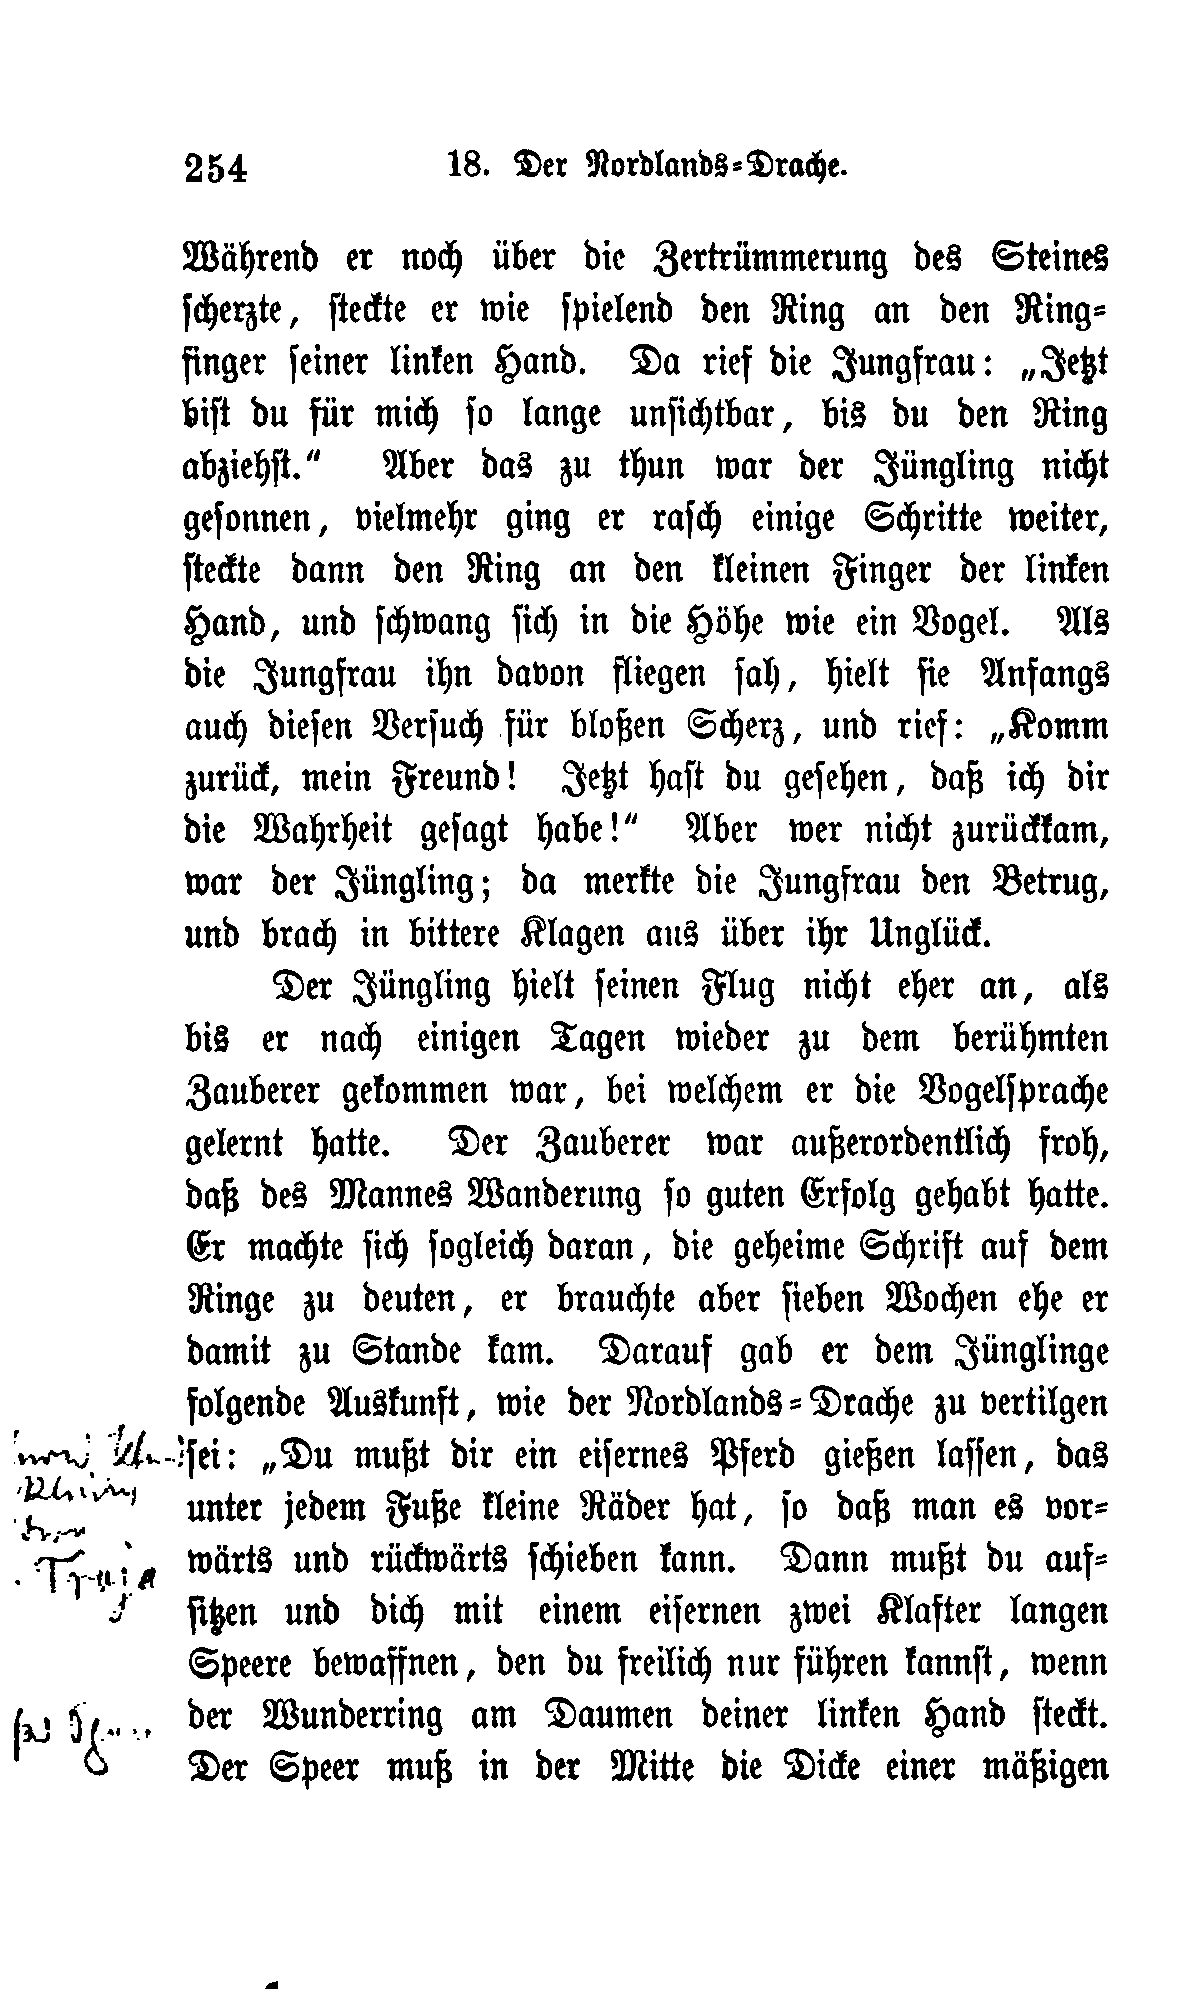 254 18. Der Nordlands-Drache.
Während er noch über die Zertrümmerung des Steines
scherzte, steckte er wie spielend den Ring an den Ring-
finger seiner linken Hand. Da rief die Jungfrau: „Jetzt
bist du für mich so lange unsichtbar, bis du den Ring
abziehst.“ Aber das zu thun war der Jüngling nicht
gesonnen, vielmehr ging er rasch einige Schritte weiter,
steckte dann den Ring an den kleinen Finger der linken
Hand, und schwang sich in die Höhe wie ein Vogel. Als
die Jungfrau ihn davon fliegen sah, hielt sie Anfangs
auch diesen Versuch für bloßen Scherz, und rief: „Komm
zurück, mein Freund! Jetzt hast du gesehen, daß ich dir
die Wahrheit gesagt habe!“ Aber wer nicht zurückkam,
war der Jüngling; da merkte die Jungfrau den Betrug,
und brach in bittere Klagen aus über ihr Unglück.
Der Jüngling hielt seinen Flug nicht eher an, als
bis er nach einigen Tagen wieder zu dem berühmten
Zauberer gekommen war, bei welchem er die Vogelsprache
gelernt hatte. Der Zauberer war außerordentlich froh,
daß des Mannes Wanderung so guten Erfolg gehabt hatte.
Er machte sich sogleich daran, die geheime Schrift auf dem
Ringe zu deuten, er brauchte aber sieben Wochen ehe er
damit zu Stande kam. Darauf gab er dem Jünglinge
folgende Auskunft, wie der Nordlands-Drache zu vertilgen
sei: „Du mußt dir ein eisernes Pferd gießen lassen, das
unter jedem Fuße kleine Räder hat, so daß man es vor-
wärts und rückwärts schieben kann. Dann mußt du auf-
Troja
sitzen und dich mit einem eisernen zwei Klafter langen
Speere bewaffnen, den du freilich nur führen kannst, wenn
der Wunderring am Daumen deiner linken Hand steckt.
Der Speer muß in der Mitte die Dicke einer mäßigen